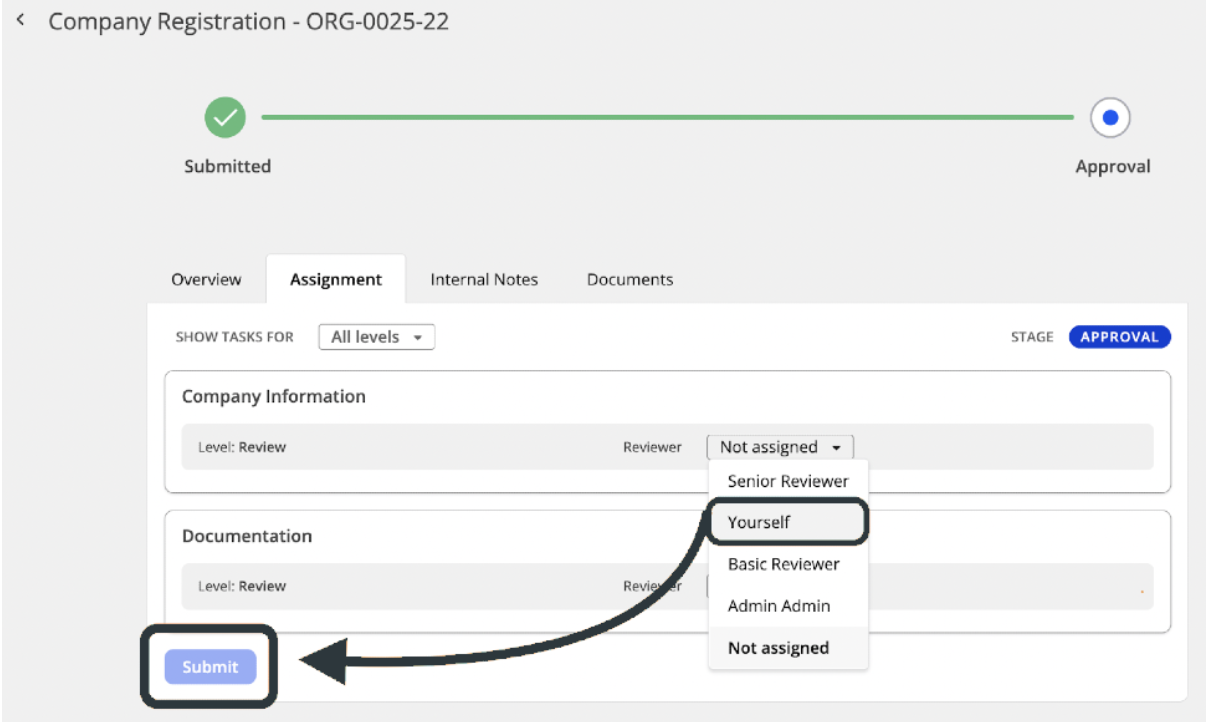 Company Registration - ORG-0025-22
Submitted
Approval
Overview Assignment Internal Notes Documents
SHOW TASKS FOR All levels STAGE APPROVAL
Company Information
Level: Review Reviewer Not assigned
Senior Reviewer
Yourself
Documentation
Basic Reviewer
Level: Review Reviewer
Admin Admin
Not assigned
Submit